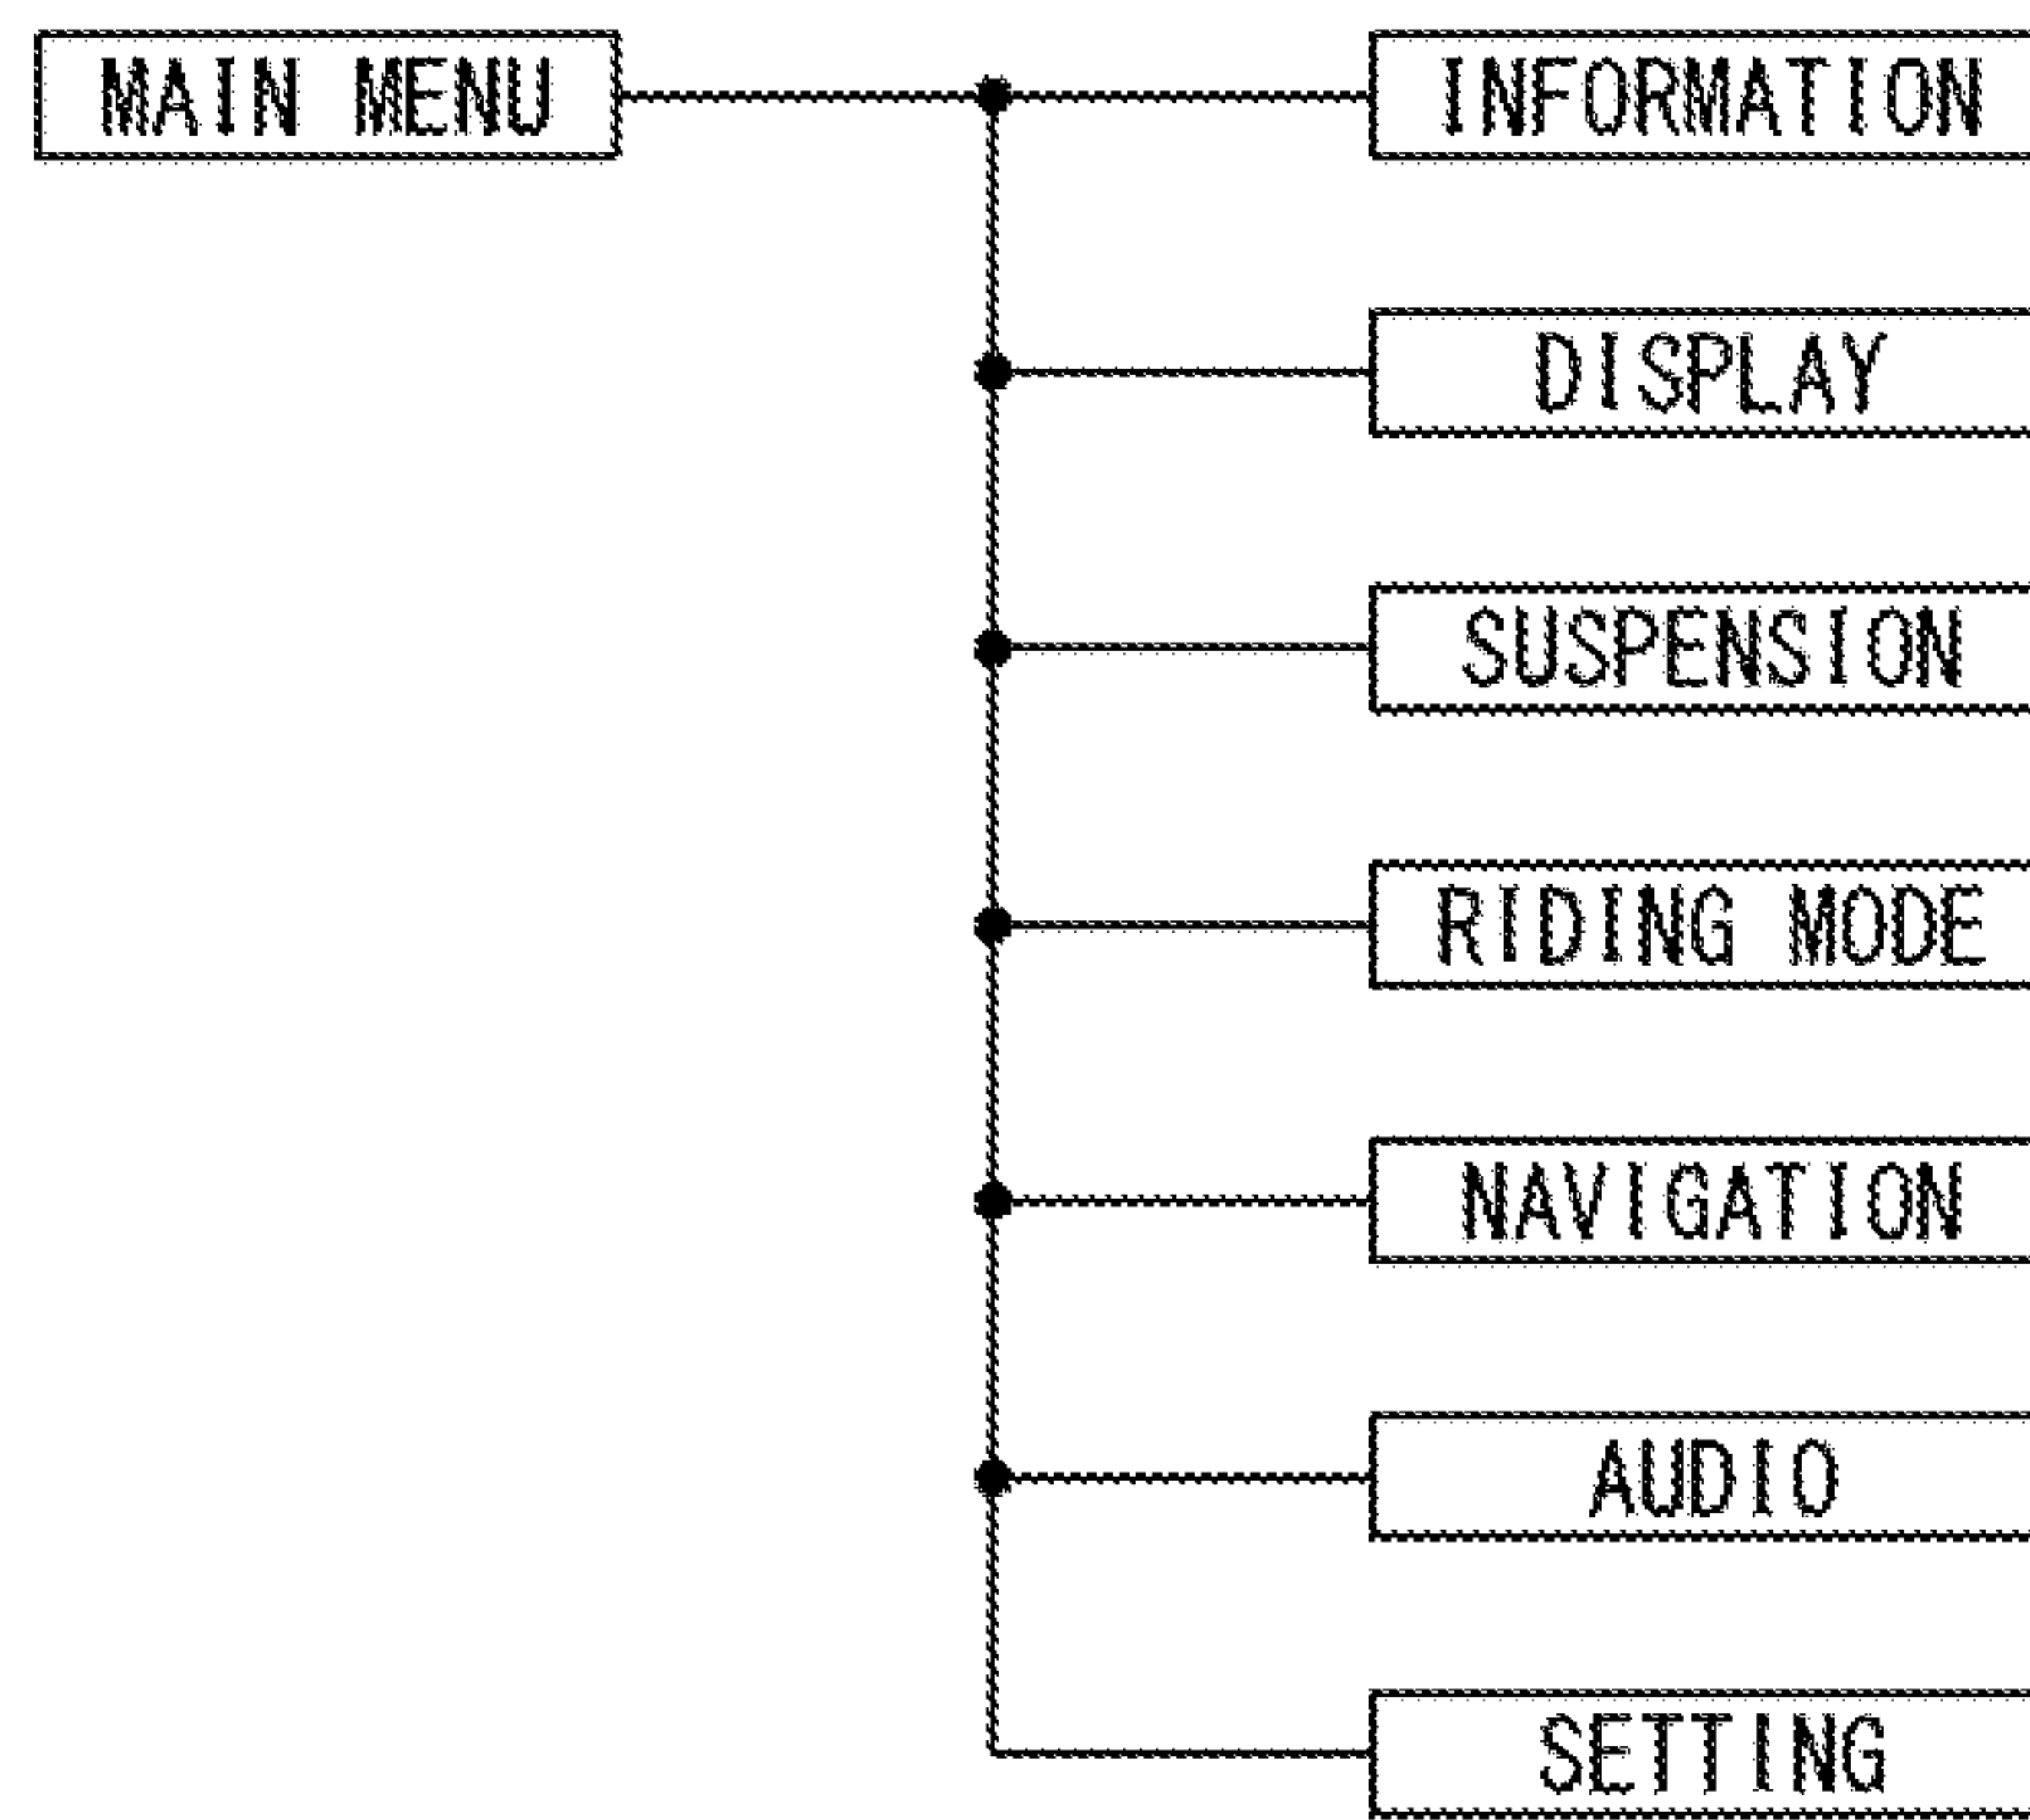 MAIN MENU
INFORMATION
DISPLAY
SUSPENSION
RIDING MODE
NAVIGATION
AUDIO
SETTING